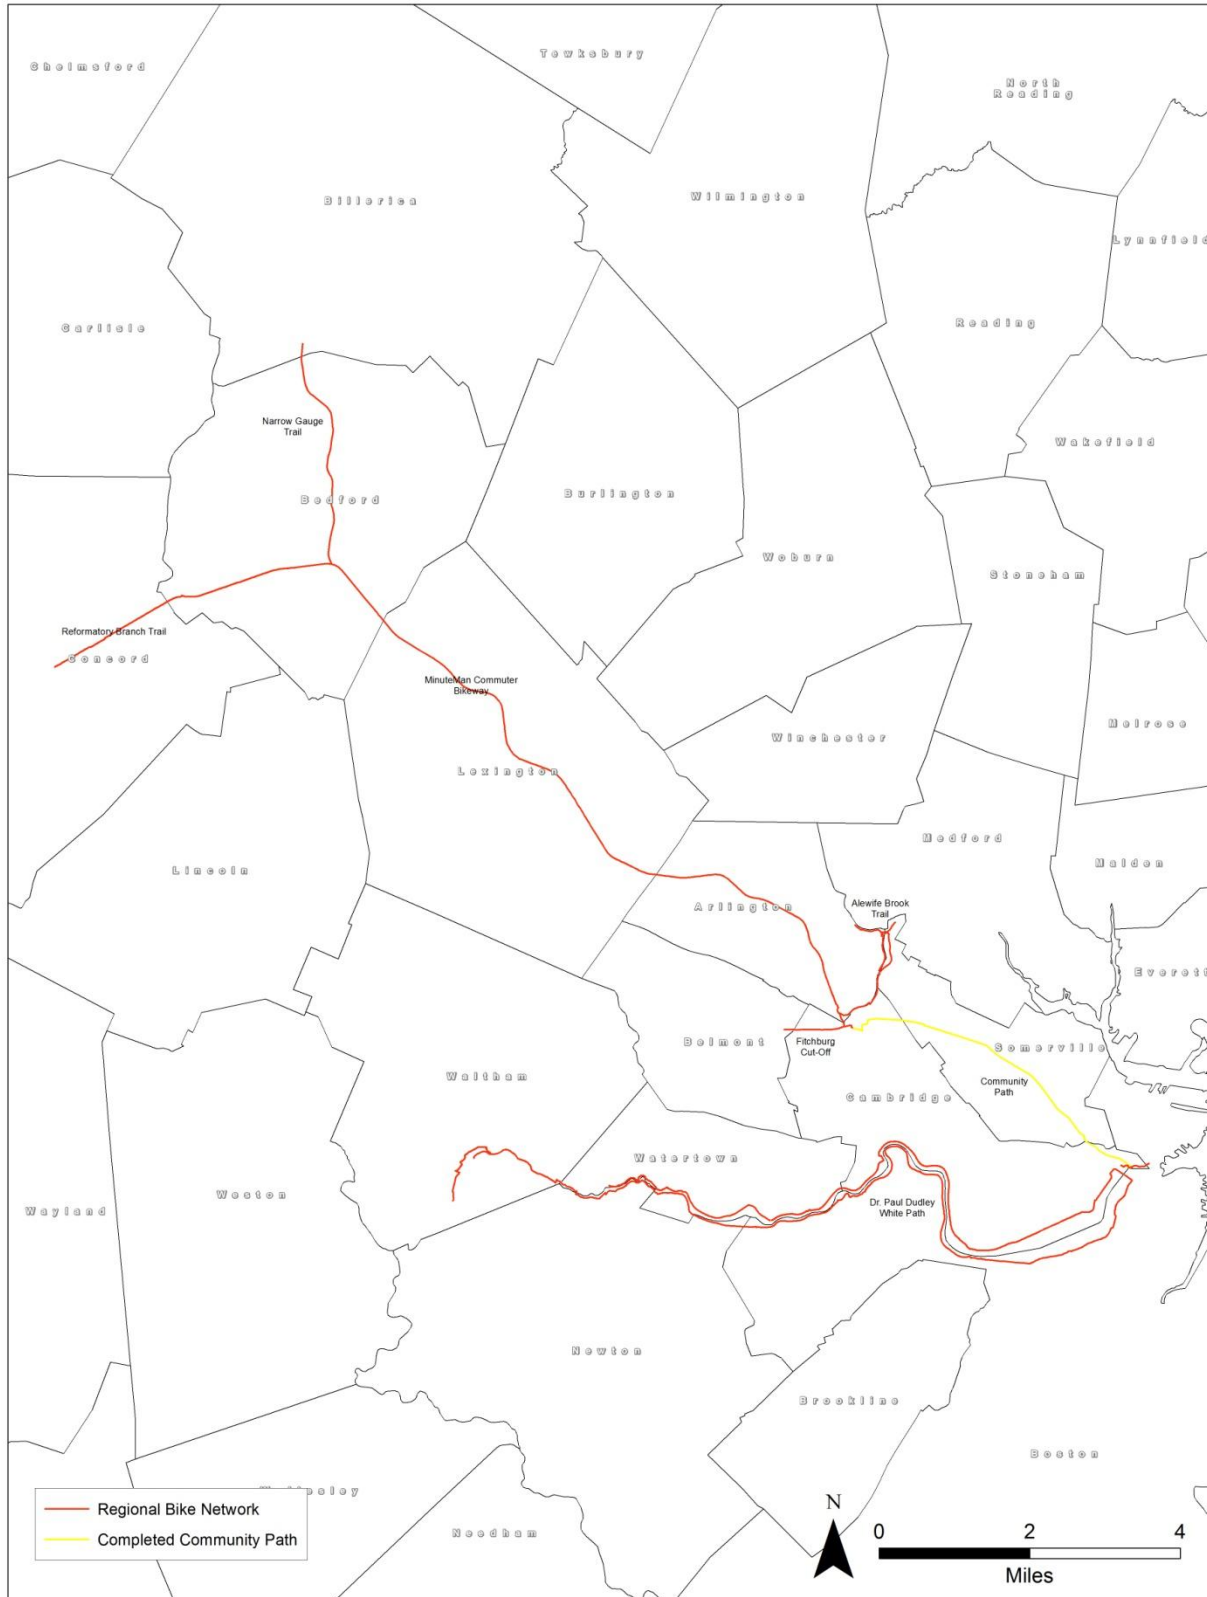 Chelmsford
Tewksbury
North
Reading
Billerica
Wilmington
Lynnfield
Carlisle
Reading
Narrow Gauge
Trail
Wakefield
Bedford
Burlington
Woburn
Stoneham
Reformatory Branch Trail
Concord
MinuteMan Commuter
Bikeway
Melrose
Winchester
Lexington
Medford
Malden
Lincoln
Alewife Brook
Trail
Arlington
Everett
Belmont
Fitchburg
Cut-Off
Somerville
Waltham
Community
Path
Cambridge
Watertown
Weston
Wayland
Dr. Paul Dudley
White Path
Newton
Brookline
Boston
Needham
Regional Bike Network
Completed Community Path
N
0 2 4
Miles